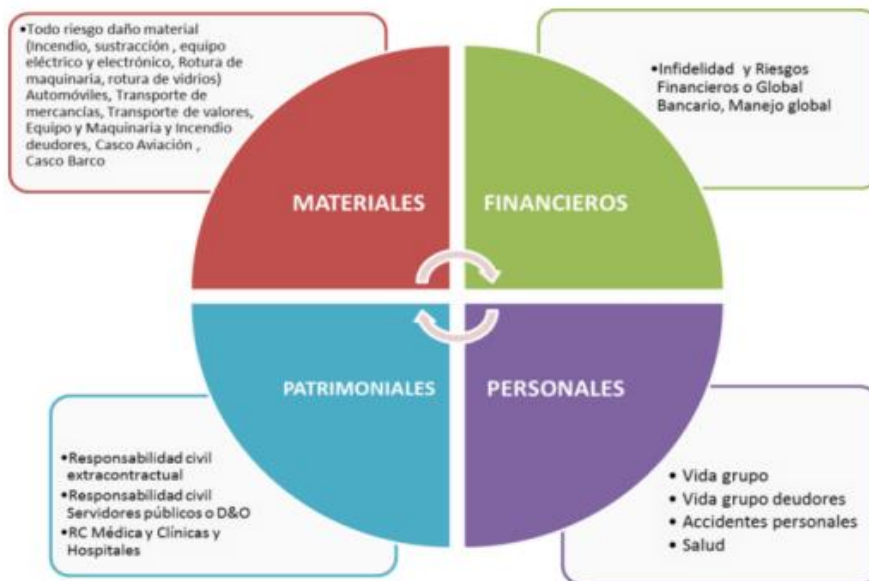 •Todo riesgo daño material
(Incendio, sustracción , equipo
eléctrico y electrónico, Rotura de
maquinaria, rotura de vidrios)
Automóviles, Transporte de
mercancías, Transporte de valores,
Equipo y Maquinaria y Incendio
deudores, Casco Aviación ,
Casco Barco
•Infidelidad y Riesgos
Financieros o Global
Bancario, Manejo global
MATERIALES
FINANCIEROS
PATRIMONIALES
PERSONALES
•Responsabilidad civil
extracontractual
•Responsabilidad civil
Servidores públicos o D&O
•RC Médica y Clínicas y
Hospitales
• Vida grupo
• Vida grupo deudores
• Accidentes personales
• Salud